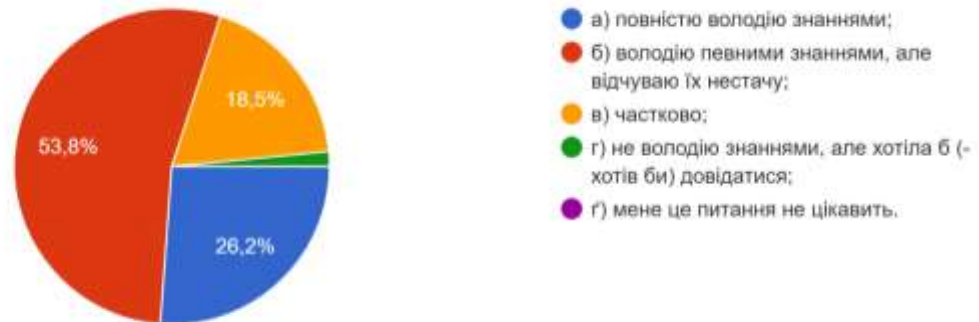 53,8%
18,5%
26,2%
а) повністю володію знаннями;
б) володію певними знаннями, але
відчуваю їх нестачу;
в) частково;
г) не володію знаннями, але хотіла б (-
хотів би) довідатися;
ґ) мене це питання не цікавить.